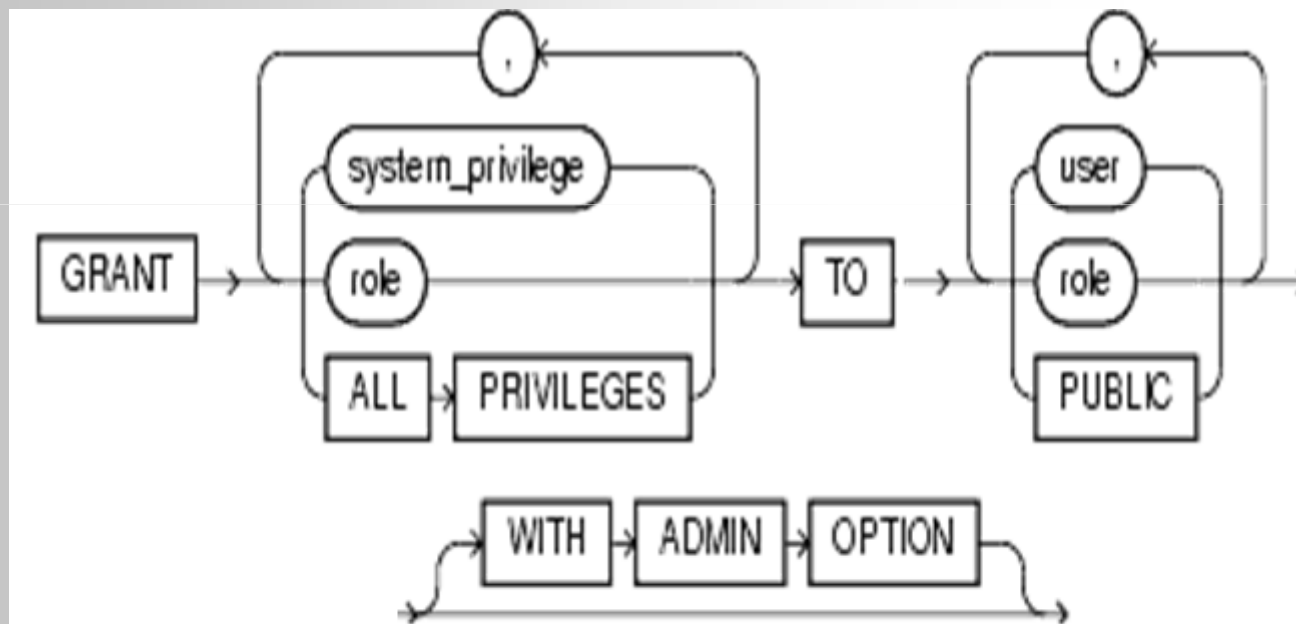 , ,
system_privilege user
GRANT role TO role
ALL PRIVILEGES PUBLIC
WITH ADMIN OPTION